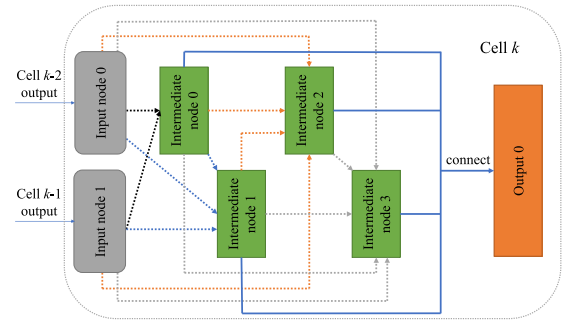 Cell k
Cell k-2
output
Input node 0
Intermediate
node 0
Intermediate
node 2
Cell k-1
output
Input node 1
Intermediate
node 1
Intermediate
node 3
connect
Output 0